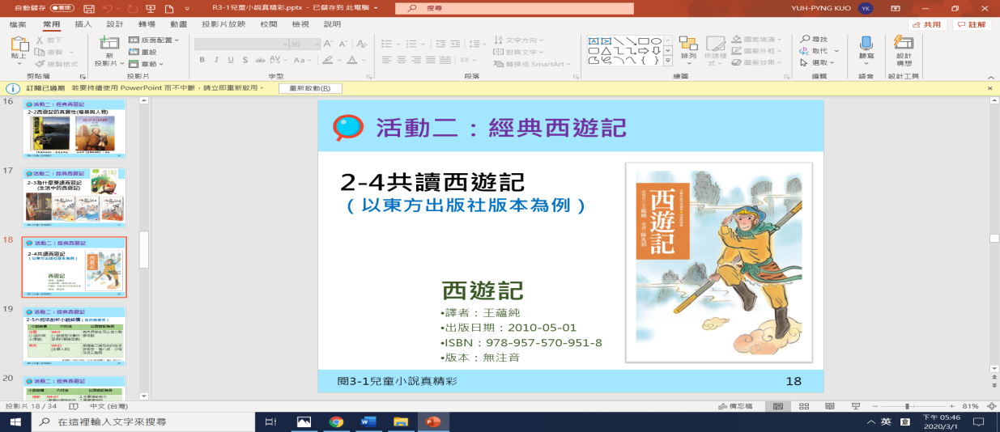 自動儲存 關閉 R3-1兒童小說真精彩.pptx - 已儲存到 此電腦 搜尋 YUH-PYNG KUO YK
檔案 常用 插入 設計 轉場 動畫 投影片放映 校閱 檢視 說明 共用 註解
貼上 剪下 複製 複製格式 新投影片 版面配置 重設 章節 30 文字方向 對齊文字 轉換成 SmartArt 排列 快速樣式 圖案填滿 圖案外框 圖案效果 尋找 取代 選取 聽寫 設計構想
剪貼簿 投影片 字型 段落 繪圖 編輯 語音 設計工具
訂閱已過期 若要持續使用 PowerPoint 而不中斷，請立即重新啟用。 重新啟動(R)
16
活動二：經典西遊記
2-2西遊記的真實性(場景與人物)
17
活動二：經典西遊記
2-3為什麼要讀西遊記
(生活中的西遊記)
18
活動二：經典西遊記
2-4共讀西遊記
(以東方出版社版本為例)
西遊記
19
活動二：經典西遊記
20
活動二：經典西遊記
活動二：經典西遊記
2-4共讀西遊記
(以東方出版社版本為例)
西遊記
西遊記
•譯者：王蘊純
•出版日期：2010-05-01
•ISBN：978-957-570-951-8
•版本：無注音
閱3-1兒童小說真精彩 18
投影片 18 / 34 中文 (台灣) 備忘稿 81%
在這裡輸入文字來搜尋 英 下午 05:46
2020/3/1